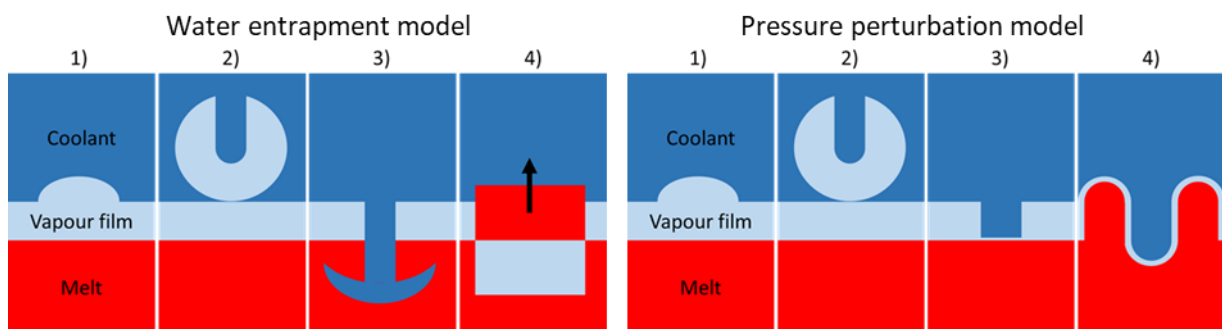 Water entrapment model
1) 2) 3) 4)
Coolant
Vapour film
Melt
Pressure perturbation model
1) 2) 3) 4)
Coolant
Vapour film
Melt